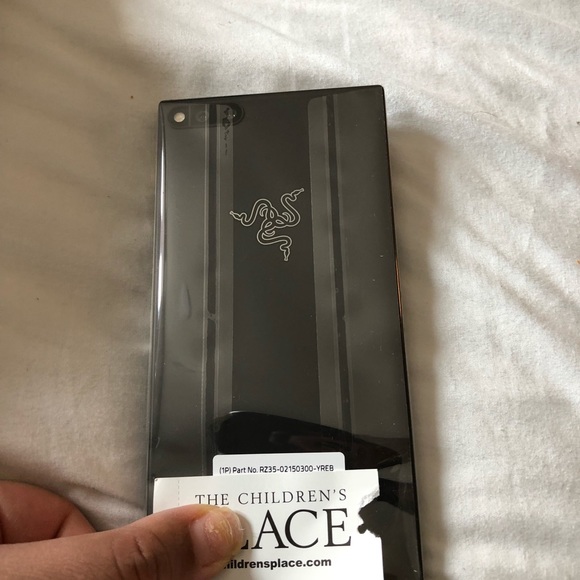 (1P) Part No. RZ35-02150300-YREB
THE CHILDREN'S
LACE
ildrensplace.com